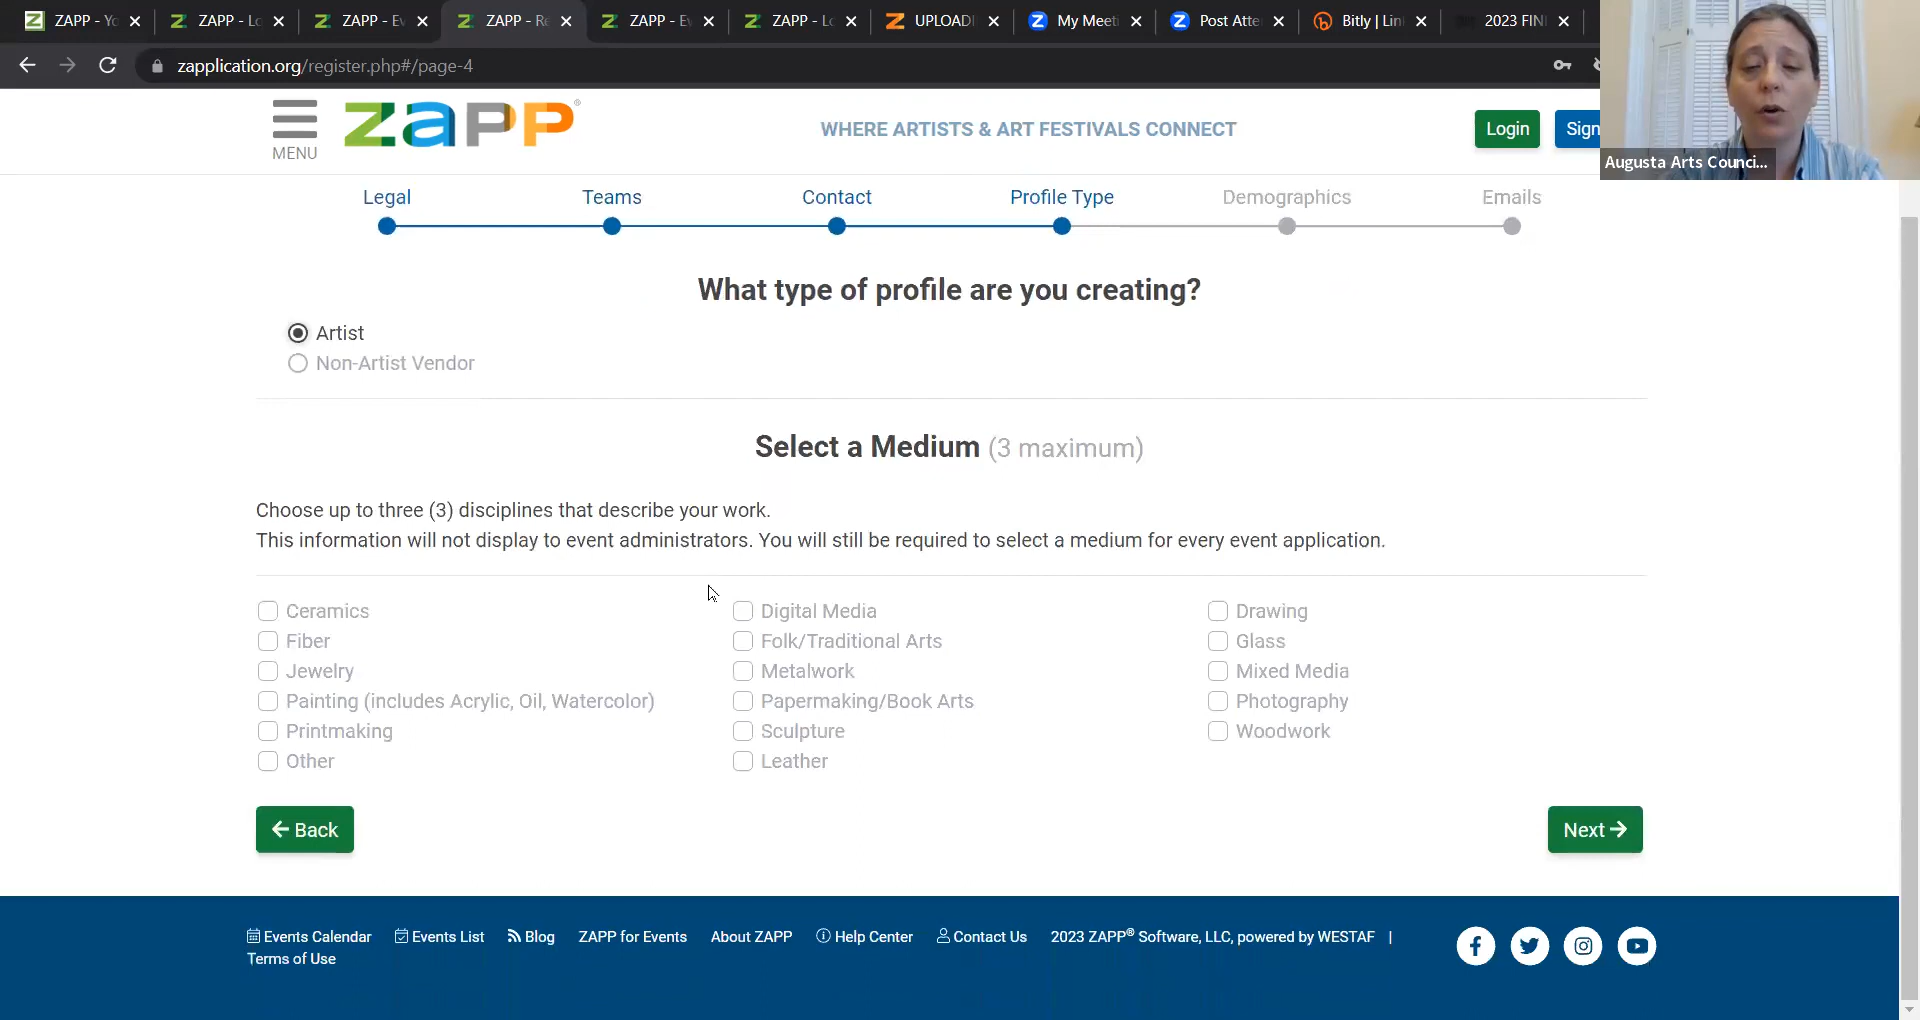 ZAPP - Yo
ZAPP - Lo
ZAPP - Ev
ZAPP - Re
ZAPP - Ev
ZAPP - Lo
UPLOADI
My Meeti
Post Atte
Bitly | Lin
2023 FIN
zapplication.org/register.php#/page-4
MENU
zapp®
WHERE ARTISTS & ART FESTIVALS CONNECT
Login
Sign
Augusta Arts Counci...
Legal
Teams
Contact
Profile Type
Demographics
Emails
What type of profile are you creating?
Artist
Non-Artist Vendor
Select a Medium (3 maximum)
Choose up to three (3) disciplines that describe your work.
This information will not display to event administrators. You will still be required to select a medium for every event application.
Ceramics
Digital Media
Drawing
Fiber
Folk/Traditional Arts
Glass
Jewelry
Metalwork
Mixed Media
Painting (includes Acrylic, Oil, Watercolor)
Papermaking/Book Arts
Photography
Printmaking
Sculpture
Woodwork
Other
Leather
Back
Next
Events Calendar
Events List
Blog
ZAPP for Events
About ZAPP
Help Center
Contact Us
2023 ZAPP® Software, LLC, powered by WESTAF |
Terms of Use